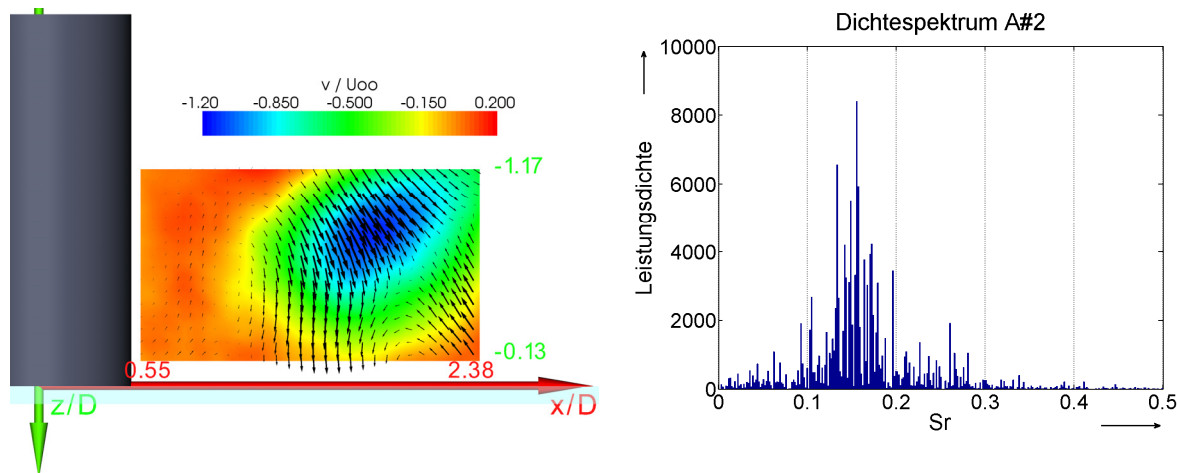 v / Uoo
-1.20 -0.850 -0.500 -0.150 0.200
-1.17
-0.13
0.55 2.38
z/D x/D
Dichtespektrum A#2
10000
8000
6000
4000
2000
0
Leistungsdichte
0 0.1 0.2 0.3 0.4 0.5
Sr